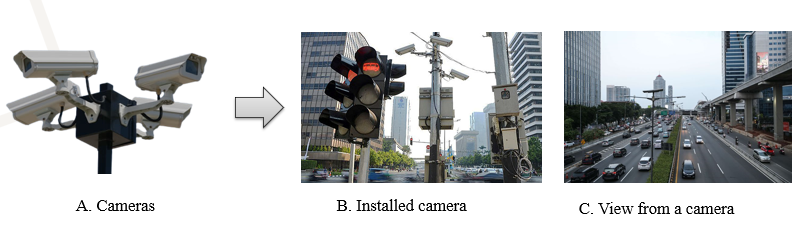 A. Cameras
B. Installed camera
C. View from a camera